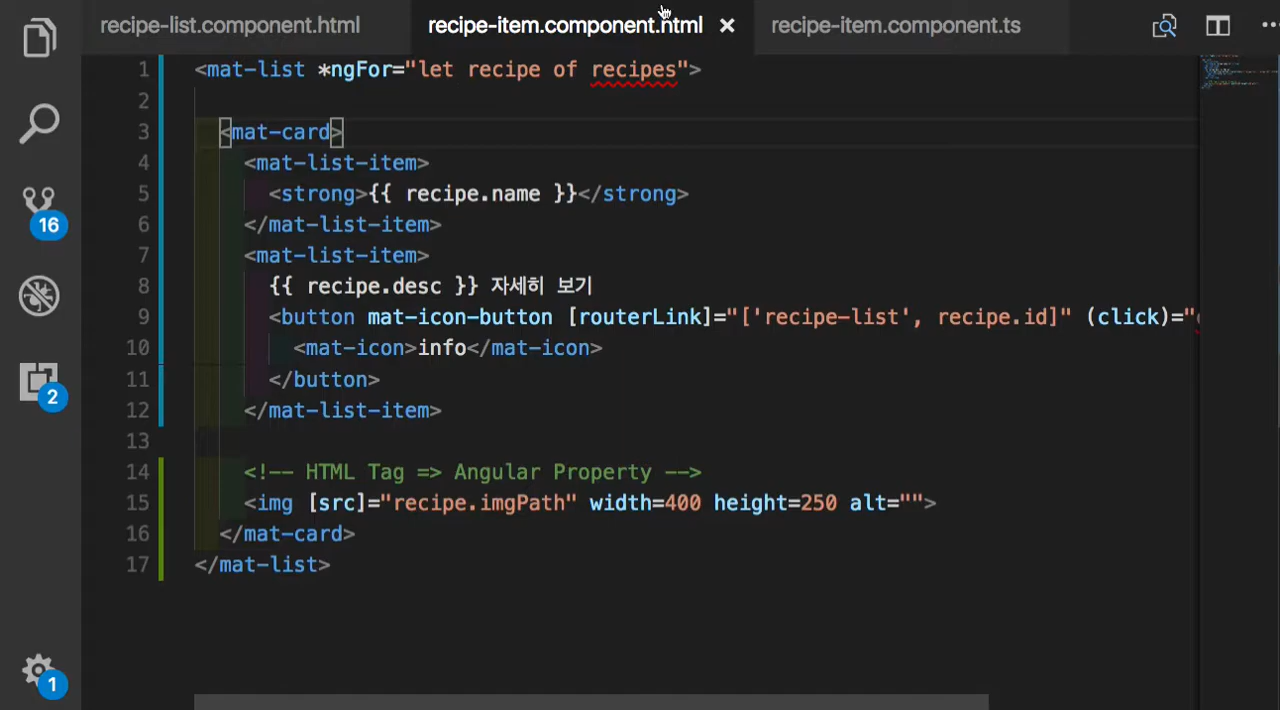 recipe-list.component.html recipe-item.component.html recipe-item.component.ts
1 <mat-list *ngFor="let recipe of recipes">
2
3 <mat-card>
4 <mat-list-item>
5 <strong>{{ recipe.name }}</strong>
6 </mat-list-item>
7 <mat-list-item>
8 {{ recipe.desc }} 자세히 보기
9 <button mat-icon-button [routerLink]="['recipe-list', recipe.id]" (click)="
10 <mat-icon>info</mat-icon>
11 </button>
12 </mat-list-item>
13
14 <!-- HTML Tag => Angular Property -->
15 <img [src]="recipe.imgPath" width=400 height=250 alt="">
16 </mat-card>
17 </mat-list>
16
2
1